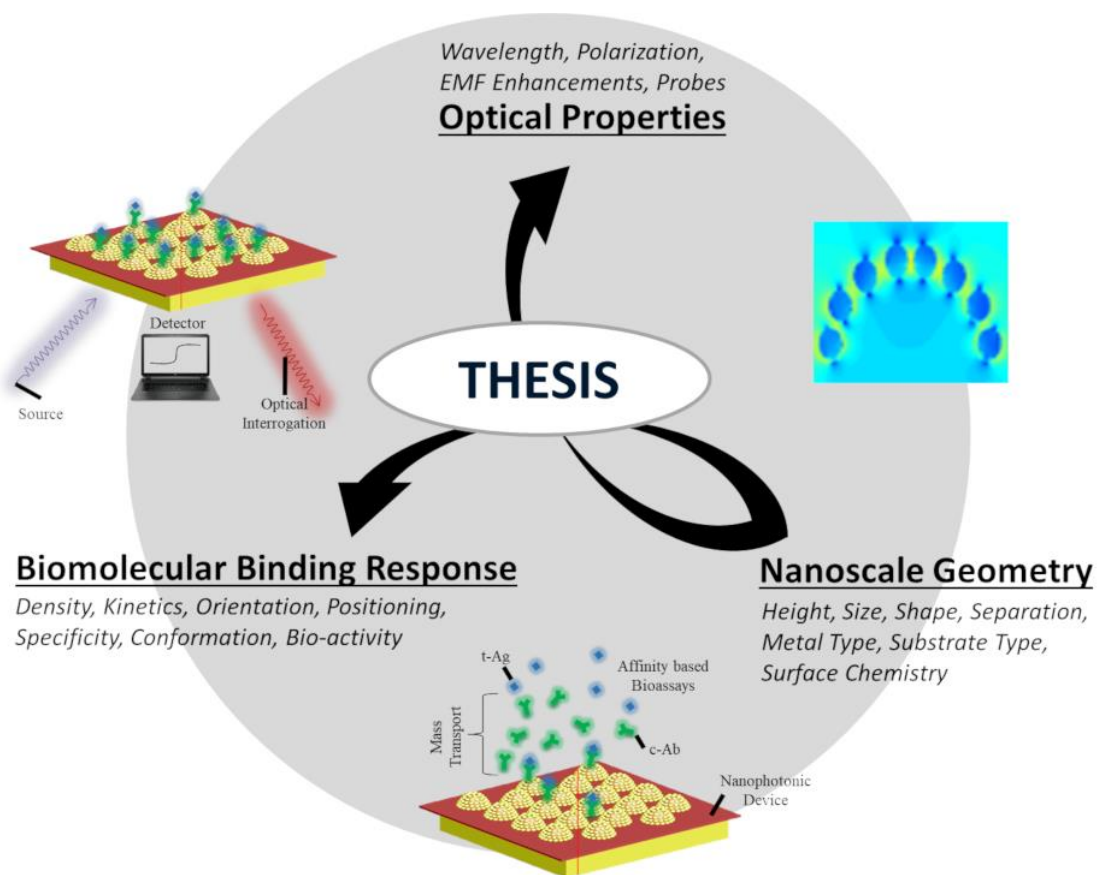 Wavelength, Polarization,
EMF Enhancements, Probes
Optical Properties
Detector
Source
Optical
Interrogation
THESIS
Biomolecular Binding Response
Density, Kinetics, Orientation, Positioning,
Specificity, Conformation, Bio-activity
Nanoscale Geometry
Height, Size, Shape, Separation,
Metal Type, Substrate Type,
Surface Chemistry
t-Ag
Affinity based
Bioassays
Mass
Transport
c-Ab
Nanophotonic
Device